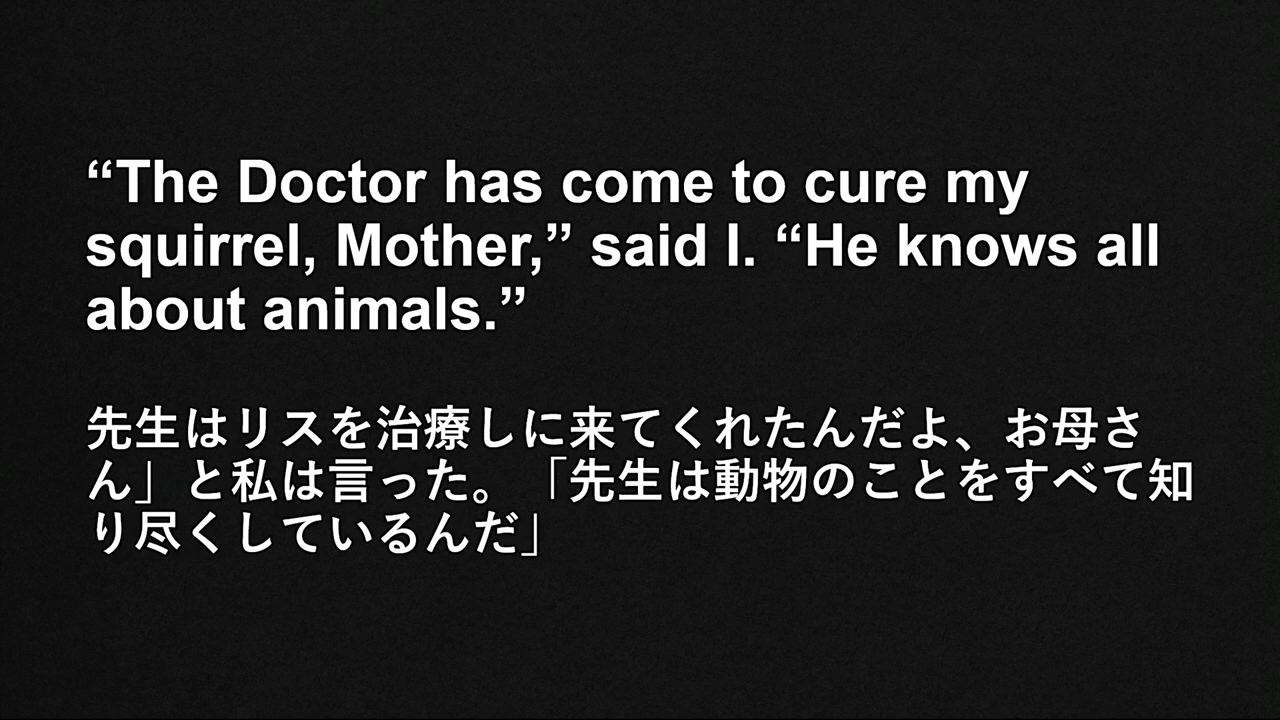 “The Doctor has come to cure my
squirrel, Mother,” said I. “He knows all
about animals.”
先生はリスを治療しに来てくれたんだよ、お母さ
ん」と私は言った。「先生は動物のことをすべて知
り尽くしているんだ」